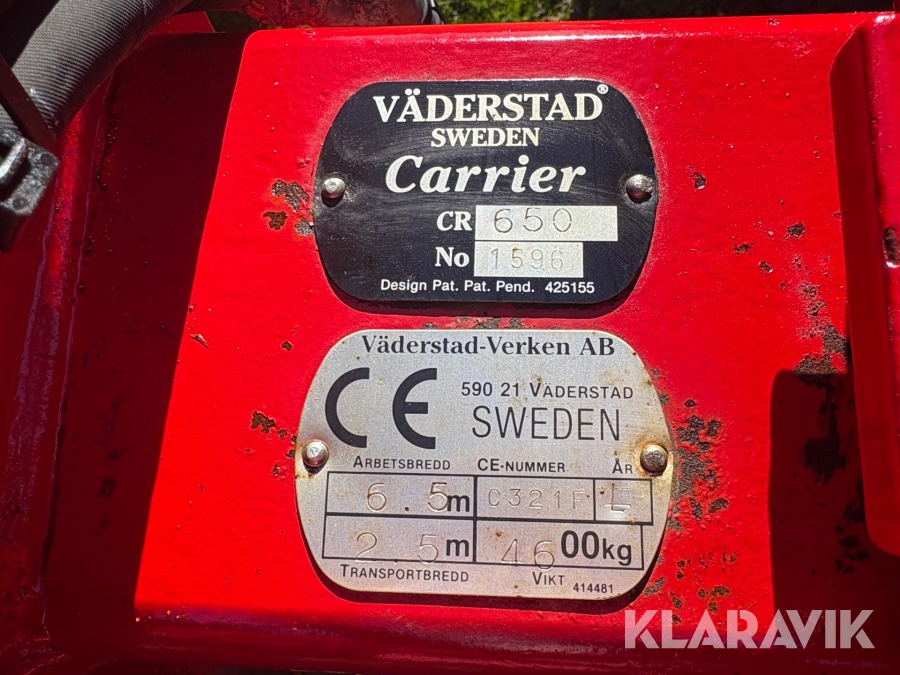 VÄDERSTAD®
SWEDEN
Carrier
CR 650
No 1596
Design Pat. Pat. Pend. 425155
Väderstad-Verken AB
CE 590 21 VÄDERSTAD
SWEDEN
ARBETSBREDD CE-NUMMER ÅR
6.5m C321F L
2.5m 4600kg
TRANSPORTBREDD VIKT 414481
KLARAVIK